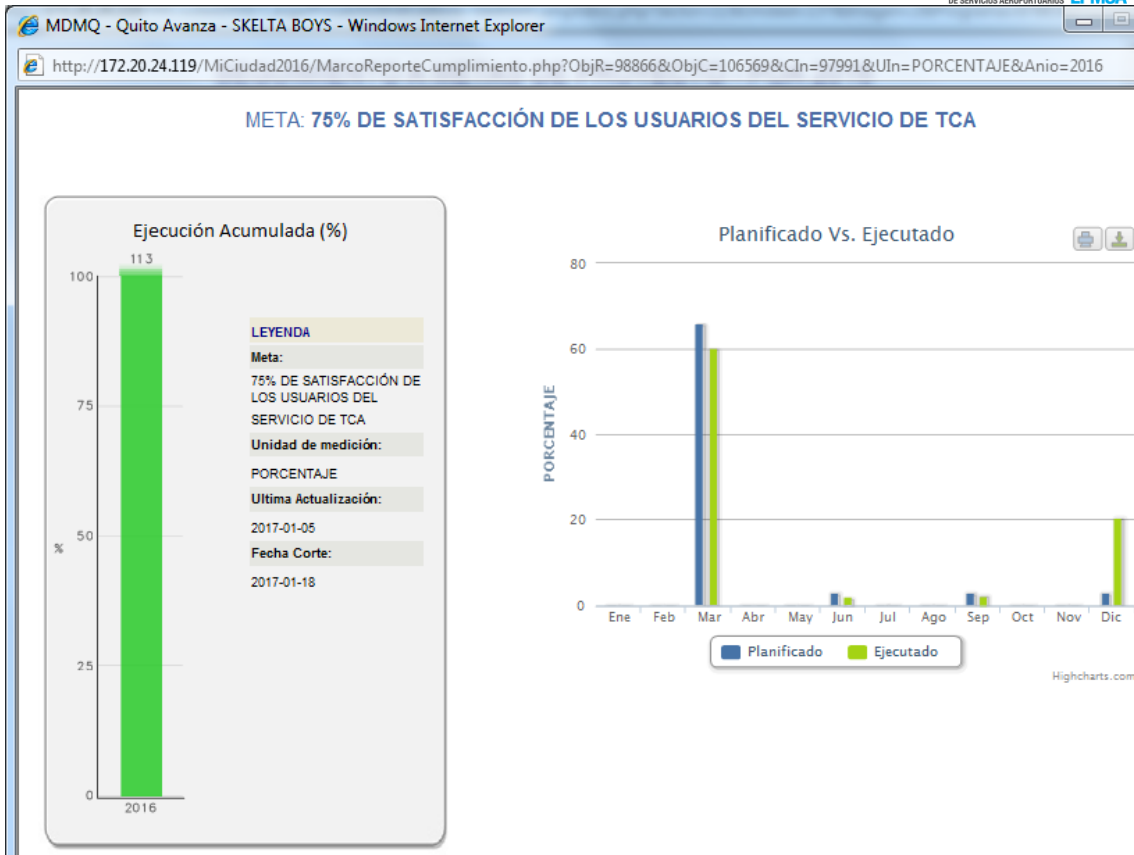 DE SERVICIOS AEROPORTUARIOS EPMSA
MDMQ - Quito Avanza - SKELTA BOYS - Windows Internet Explorer
http://172.20.24.119/MiCiudad2016/MarcoReporteCumplimiento.php?ObjR=98866&ObjC=106569&CIn=97991&UIn=PORCENTAJE&Anio=2016
META: 75% DE SATISFACCIÓN DE LOS USUARIOS DEL SERVICIO DE TCA
Ejecución Acumulada (%)
113
100
75
50
25
0
%
2016
LEYENDA
Meta:
75% DE SATISFACCIÓN DE
LOS USUARIOS DEL
SERVICIO DE TCA
Unidad de medición:
PORCENTAJE
Ultima Actualización:
2017-01-05
Fecha Corte:
2017-01-18
Planificado Vs. Ejecutado
PORCENTAJE
80
60
40
20
0
Ene Feb Mar Abr May Jun Jul Ago Sep Oct Nov Dic
Planificado Ejecutado
Highcharts.com